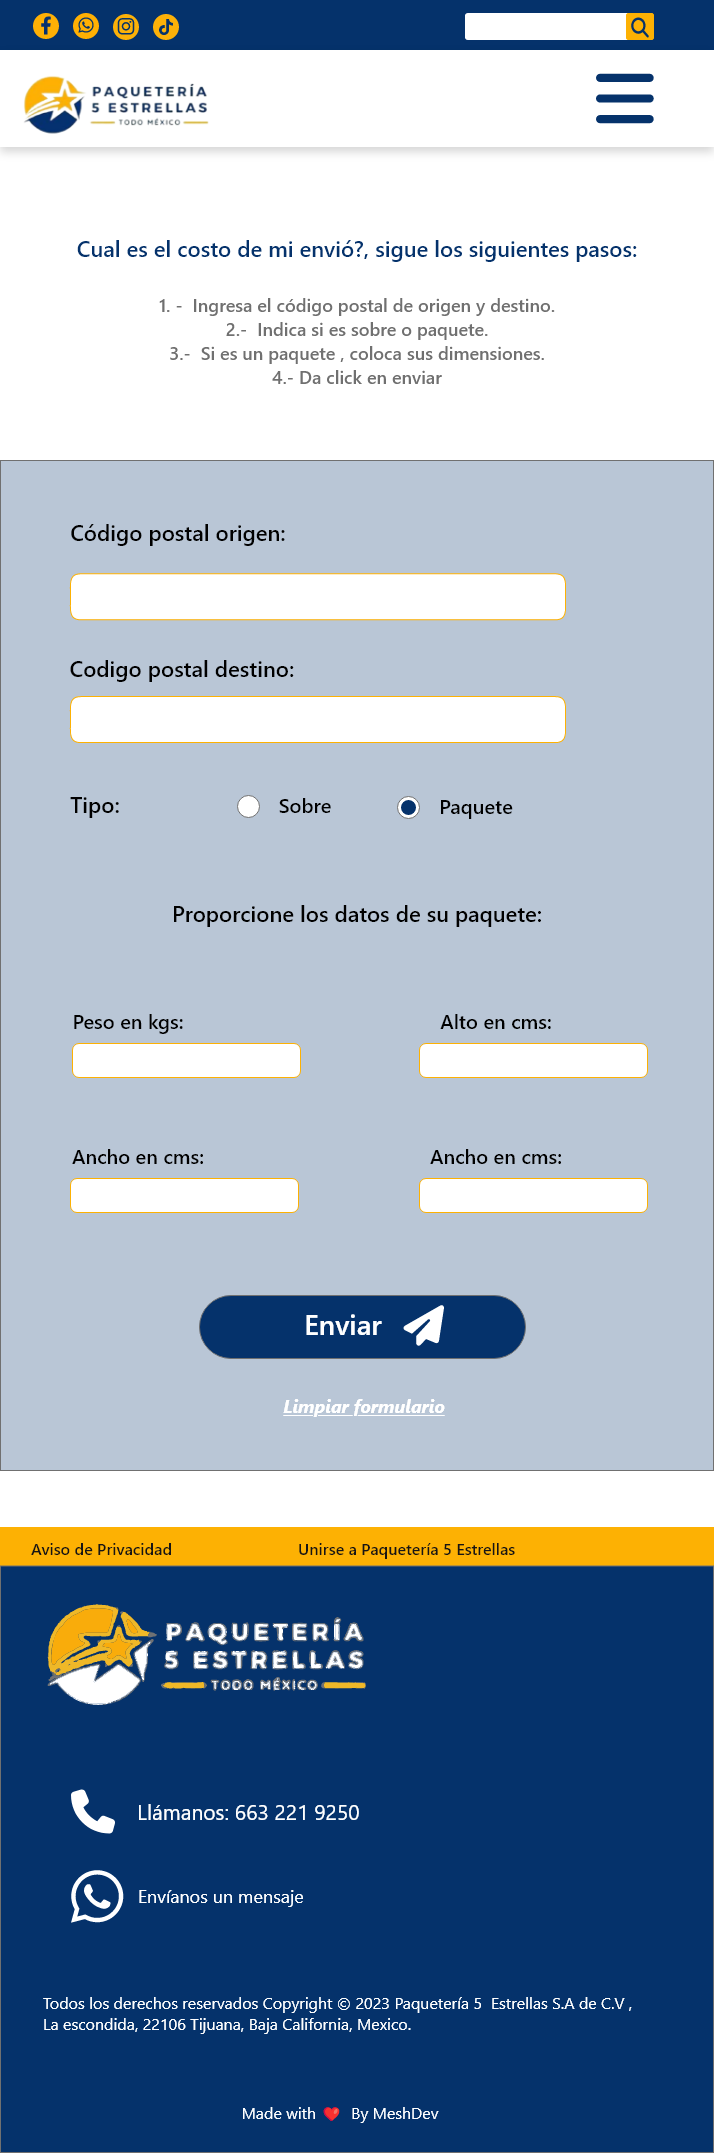 PAQUETERÍA
5 ESTRELLAS
TODO MÉXICO
Cual es el costo de mi envió?, sigue los siguientes pasos:
1. -  Ingresa el código postal de origen y destino.
2.-  Indica si es sobre o paquete.
3.-  Si es un paquete , coloca sus dimensiones.
4.- Da click en enviar
Código postal origen:
Codigo postal destino:
Tipo: Sobre Paquete
Proporcione los datos de su paquete:
Peso en kgs: Alto en cms:
Ancho en cms: Ancho en cms:
Enviar
Limpiar formulario
Aviso de Privacidad Unirse a Paquetería 5 Estrellas
PAQUETERÍA
5 ESTRELLAS
TODO MÉXICO
Llámanos: 663 221 9250
Envíanos un mensaje
Todos los derechos reservados Copyright © 2023 Paquetería 5  Estrellas S.A de C.V ,
La escondida, 22106 Tijuana, Baja California, Mexico.
Made with ❤ By MeshDev